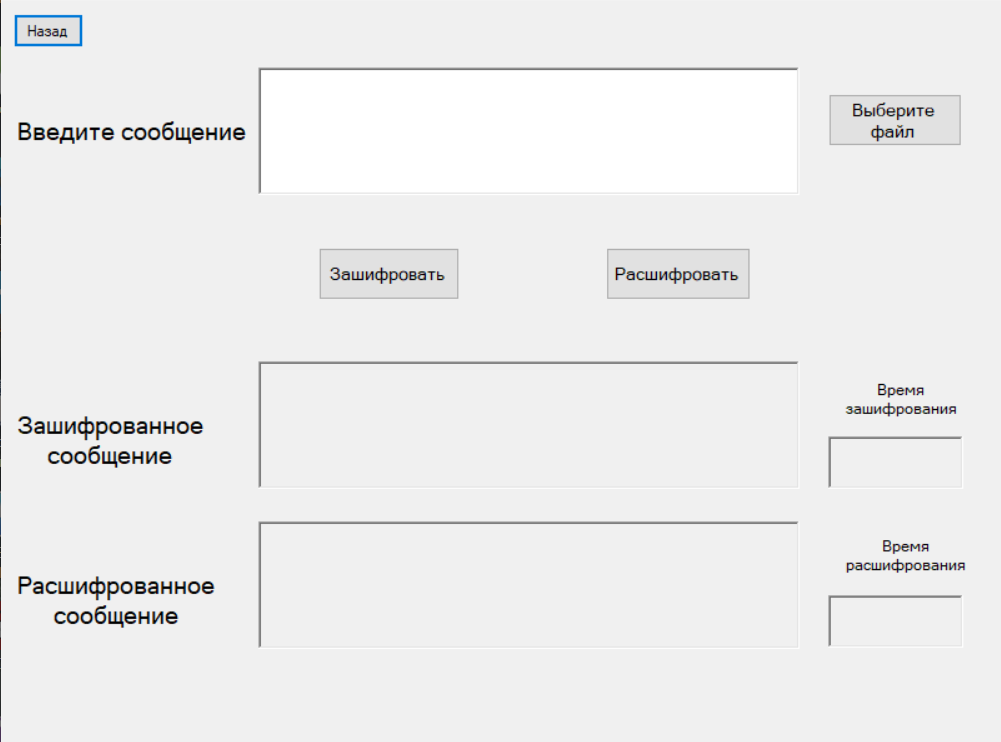 Назад
Введите сообщение
Выберите
файл
Зашифровать
Расшифровать
Зашифрованное
сообщение
Время
зашифрования
Расшифрованное
сообщение
Время
расшифрования